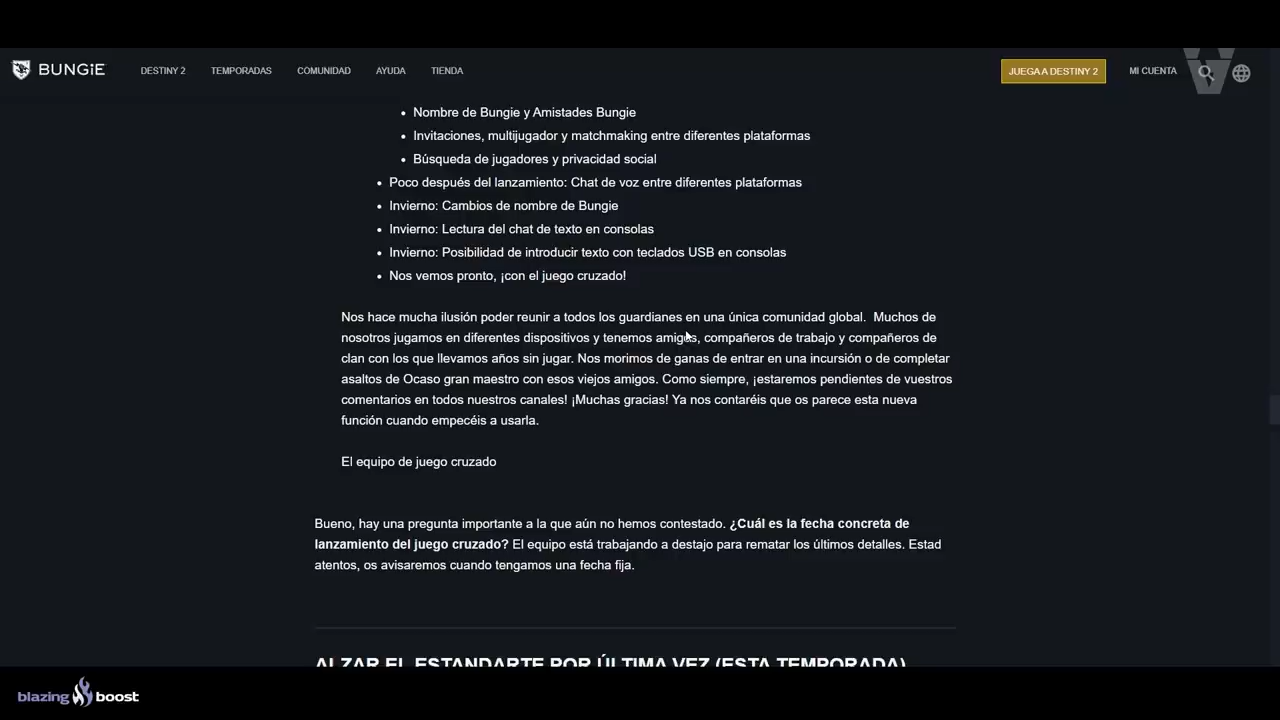 BUNGiE
DESTINY 2 TEMPORADAS COMUNIDAD AYUDA TIENDA JUEGA A DESTINY 2 MI CUENTA
Nombre de Bungie y Amistades Bungie
Invitaciones, multijugador y matchmaking entre diferentes plataformas
Búsqueda de jugadores y privacidad social
Poco después del lanzamiento: Chat de voz entre diferentes plataformas
Invierno: Cambios de nombre de Bungie
Invierno: Lectura del chat de texto en consolas
Invierno: Posibilidad de introducir texto con teclados USB en consolas
Nos vemos pronto, ¡con el juego cruzado!
Nos hace mucha ilusión poder reunir a todos los guardianes en una única comunidad global. Muchos de
nosotros jugamos en diferentes dispositivos y tenemos amigos, compañeros de trabajo y compañeros de
clan con los que llevamos años sin jugar. Nos morimos de ganas de entrar en una incursión o de completar
asaltos de Ocaso gran maestro con esos viejos amigos. Como siempre, ¡estaremos pendientes de vuestros
comentarios en todos nuestros canales! ¡Muchas gracias! Ya nos contaréis que os parece esta nueva
función cuando empecéis a usarla.
El equipo de juego cruzado
Bueno, hay una pregunta importante a la que aún no hemos contestado. ¿Cuál es la fecha concreta de
lanzamiento del juego cruzado? El equipo está trabajando a destajo para rematar los últimos detalles. Estad
atentos, os avisaremos cuando tengamos una fecha fija.
ALZAR EL ESTANDARTE POR ÚLTIMA VEZ (ESTA TEMPORADA)
blazing boost